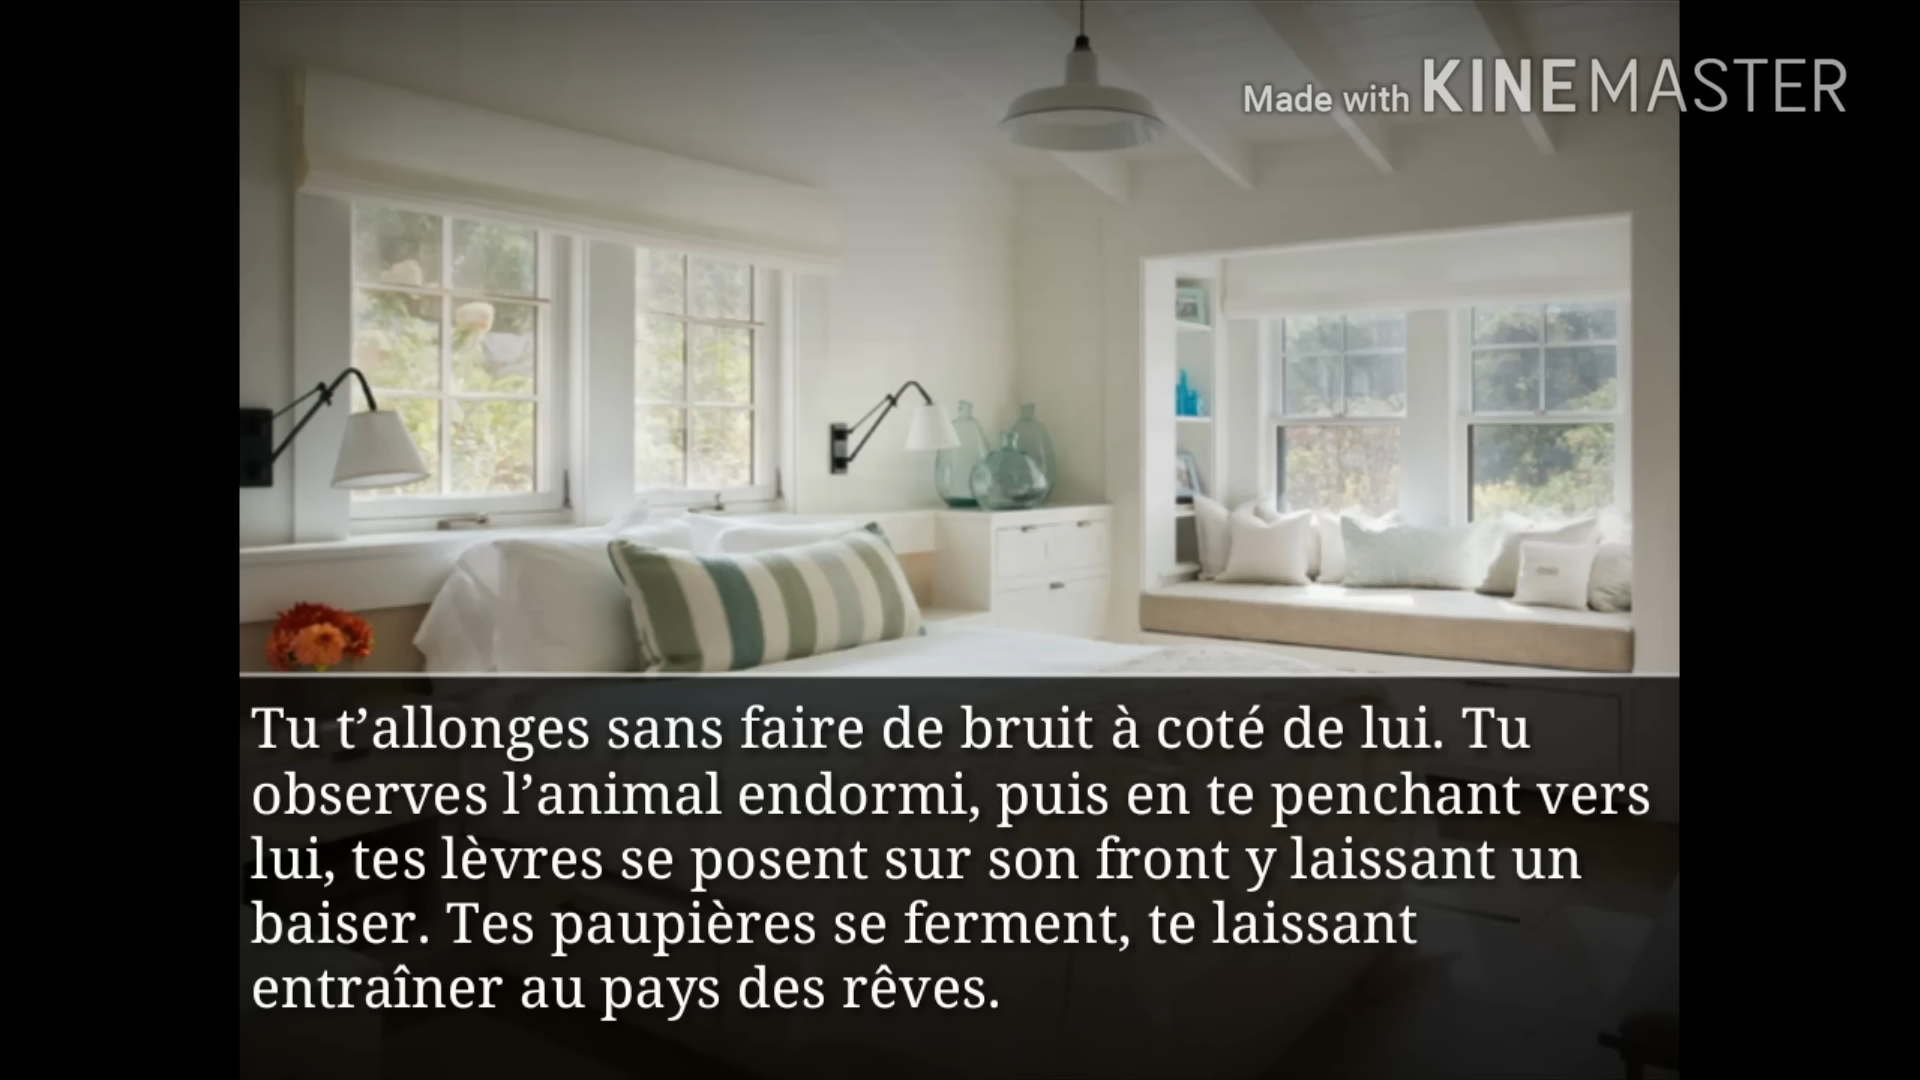 Made with KINEMASTER
Tu t’allonges sans faire de bruit à coté de lui. Tu
observes l’animal endormi, puis en te penchant vers
lui, tes lèvres se posent sur son front y laissant un
baiser. Tes paupières se ferment, te laissant
entraîner au pays des rêves.